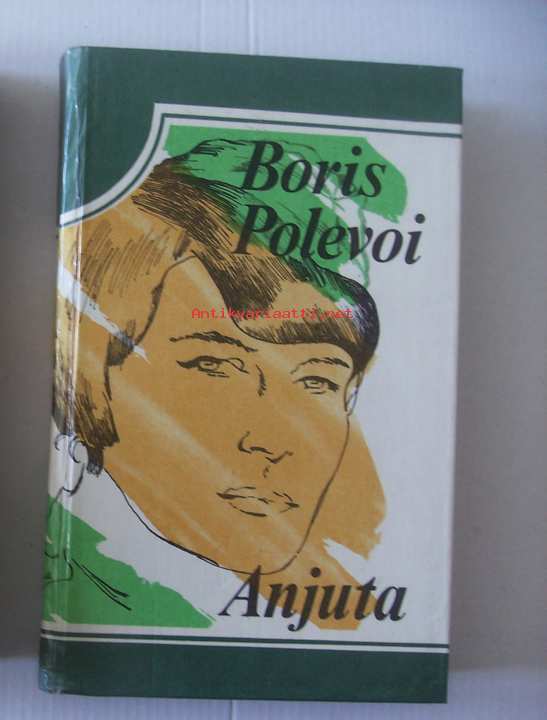 Boris
Polevoi
Antikvariaatti.net
Anjuta